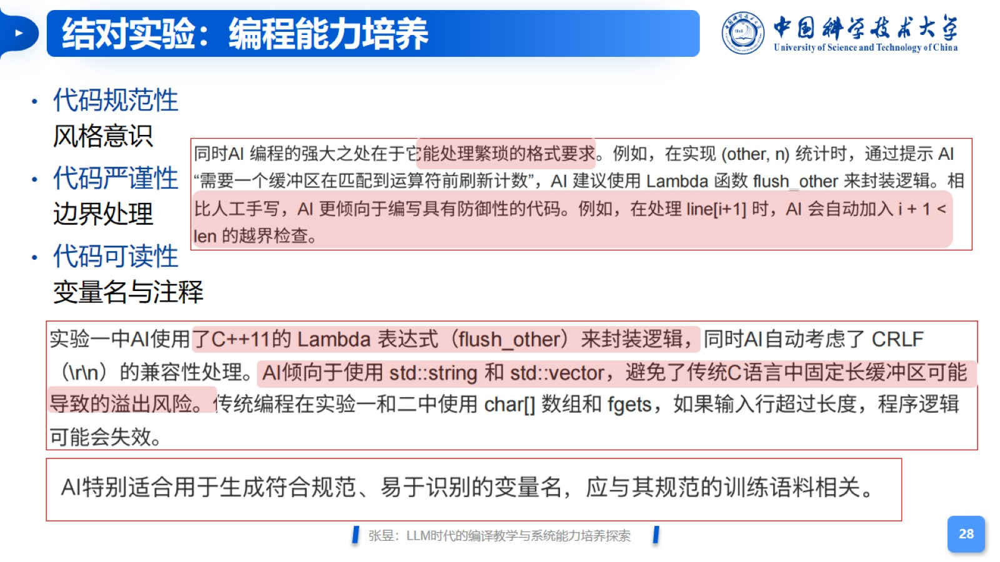 结对实验：编程能力培养
中国科学技术大学
University of Science and Technology of China
• 代码规范性
风格意识
• 代码严谨性
边界处理
• 代码可读性
变量名与注释
同时AI 编程的强大之处在于它能处理繁琐的格式要求。例如，在实现 (other, n) 统计时，通过提示 AI
“需要一个缓冲区在匹配到运算符前刷新计数”，AI 建议使用 Lambda 函数 flush_other 来封装逻辑。相
比人工手写，AI 更倾向于编写具有防御性的代码。例如，在处理 line[i+1] 时，AI 会自动加入 i + 1 <
len 的越界检查。
实验一中AI使用了C++11的 Lambda 表达式（flush_other）来封装逻辑，同时AI自动考虑了 CRLF
（\r\n）的兼容性处理。AI倾向于使用 std::string 和 std::vector，避免了传统C语言中固定长缓冲区可能
导致的溢出风险。传统编程在实验一和二中使用 char[] 数组和 fgets，如果输入行超过长度，程序逻辑
可能会失效。
AI特别适合用于生成符合规范、易于识别的变量名，应与其规范的训练语料相关。
张昱：LLM时代的编译教学与系统能力培养探索
28